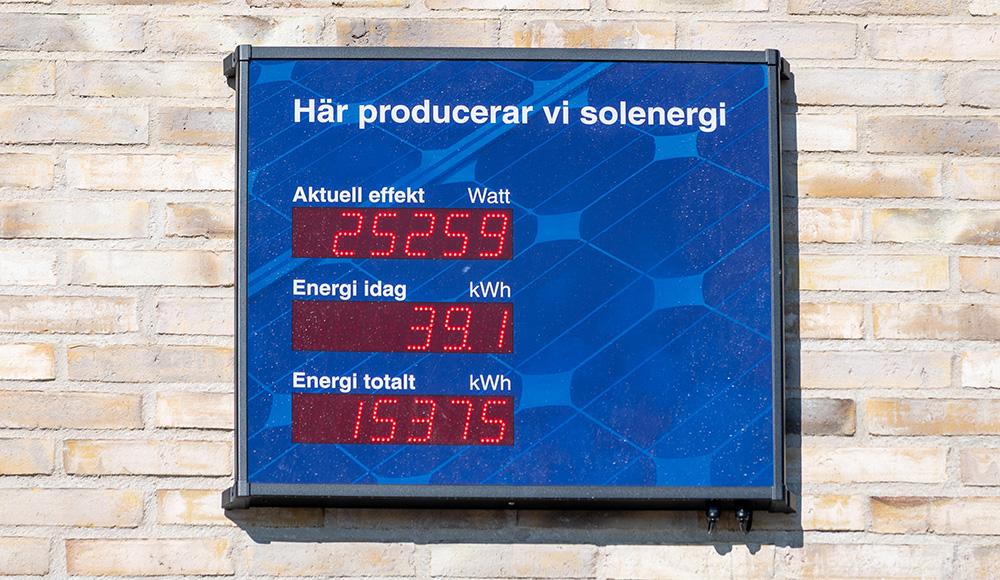 Här producerar vi solenergi
Aktuell effekt Watt
25259
Energi idag kWh
39.1
Energi totalt kWh
15375